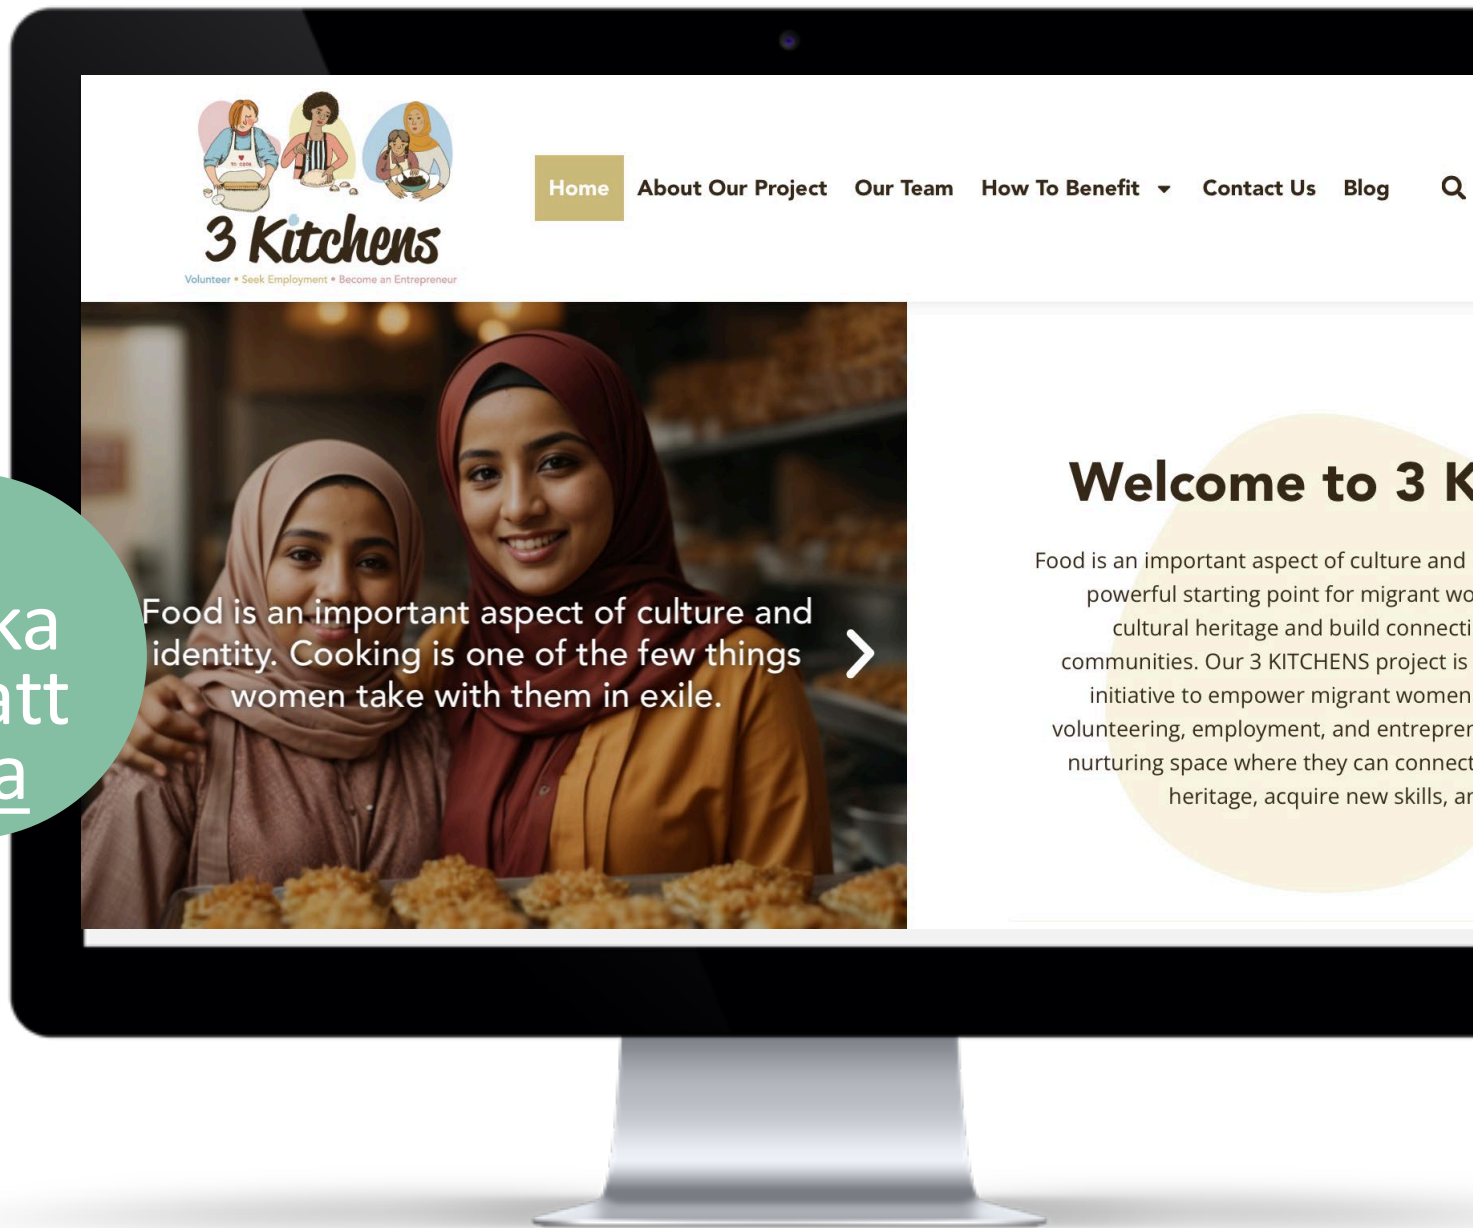 3 Kitchens
Volunteer • Seek Employment • Become an Entrepreneur
Home About Our Project Our Team How To Benefit Contact Us Blog
Food is an important aspect of culture and
identity. Cooking is one of the few things
women take with them in exile.
Welcome to 3 K
Food is an important aspect of culture and
powerful starting point for migrant wo
cultural heritage and build connecti
communities. Our 3 KITCHENS project is
initiative to empower migrant women
volunteering, employment, and entrepren
nurturing space where they can connect
heritage, acquire new skills, an
ka
att
a